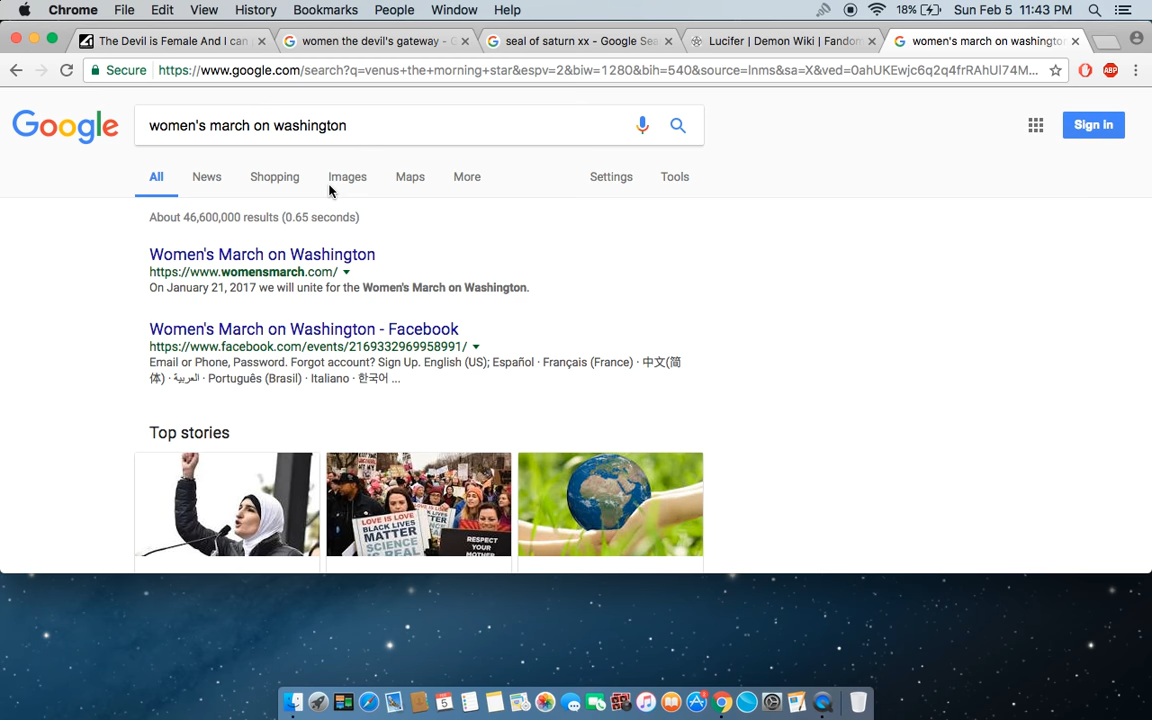 Chrome File Edit View History Bookmarks People Window Help 18% Sun Feb 5 11:43 PM
The Devil is Female And I can
women the devil's gateway - G
seal of saturn xx - Google Sea
Lucifer | Demon Wiki | Fandom
women's march on washington
Secure https://www.google.com/search?q=venus+the+morning+star&espv=2&biw=1280&bih=540&source=lnms&sa=X&ved=0ahUKEwjc6q2q4frRAhUI74M...
ABP
Google women's march on washington Sign in
All News Shopping Images Maps More Settings Tools
About 46,600,000 results (0.65 seconds)
Women's March on Washington
https://www.womensmarch.com/
On January 21, 2017 we will unite for the Women's March on Washington.
Women's March on Washington - Facebook
https://www.facebook.com/events/2169332969958991/
Email or Phone, Password. Forgot account? Sign Up. English (US); Español · Français (France) · 中文(简
体) · العربية · Português (Brasil) · Italiano · 한국어 ...
Top stories
LOVE IS LOVE
BLACK LIVES
MATTER
SCIENCE
IS REAL
RESPECT
YOUR
MOTHER